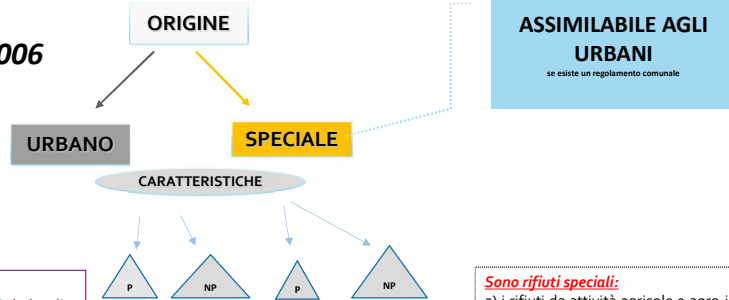 ORIGINE
006
ASSIMILABILE AGLI
URBANI
se esiste un regolamento comunale
URBANO
SPECIALE
CARATTERISTICHE
P
NP
P
NP
Sono rifiuti speciali: